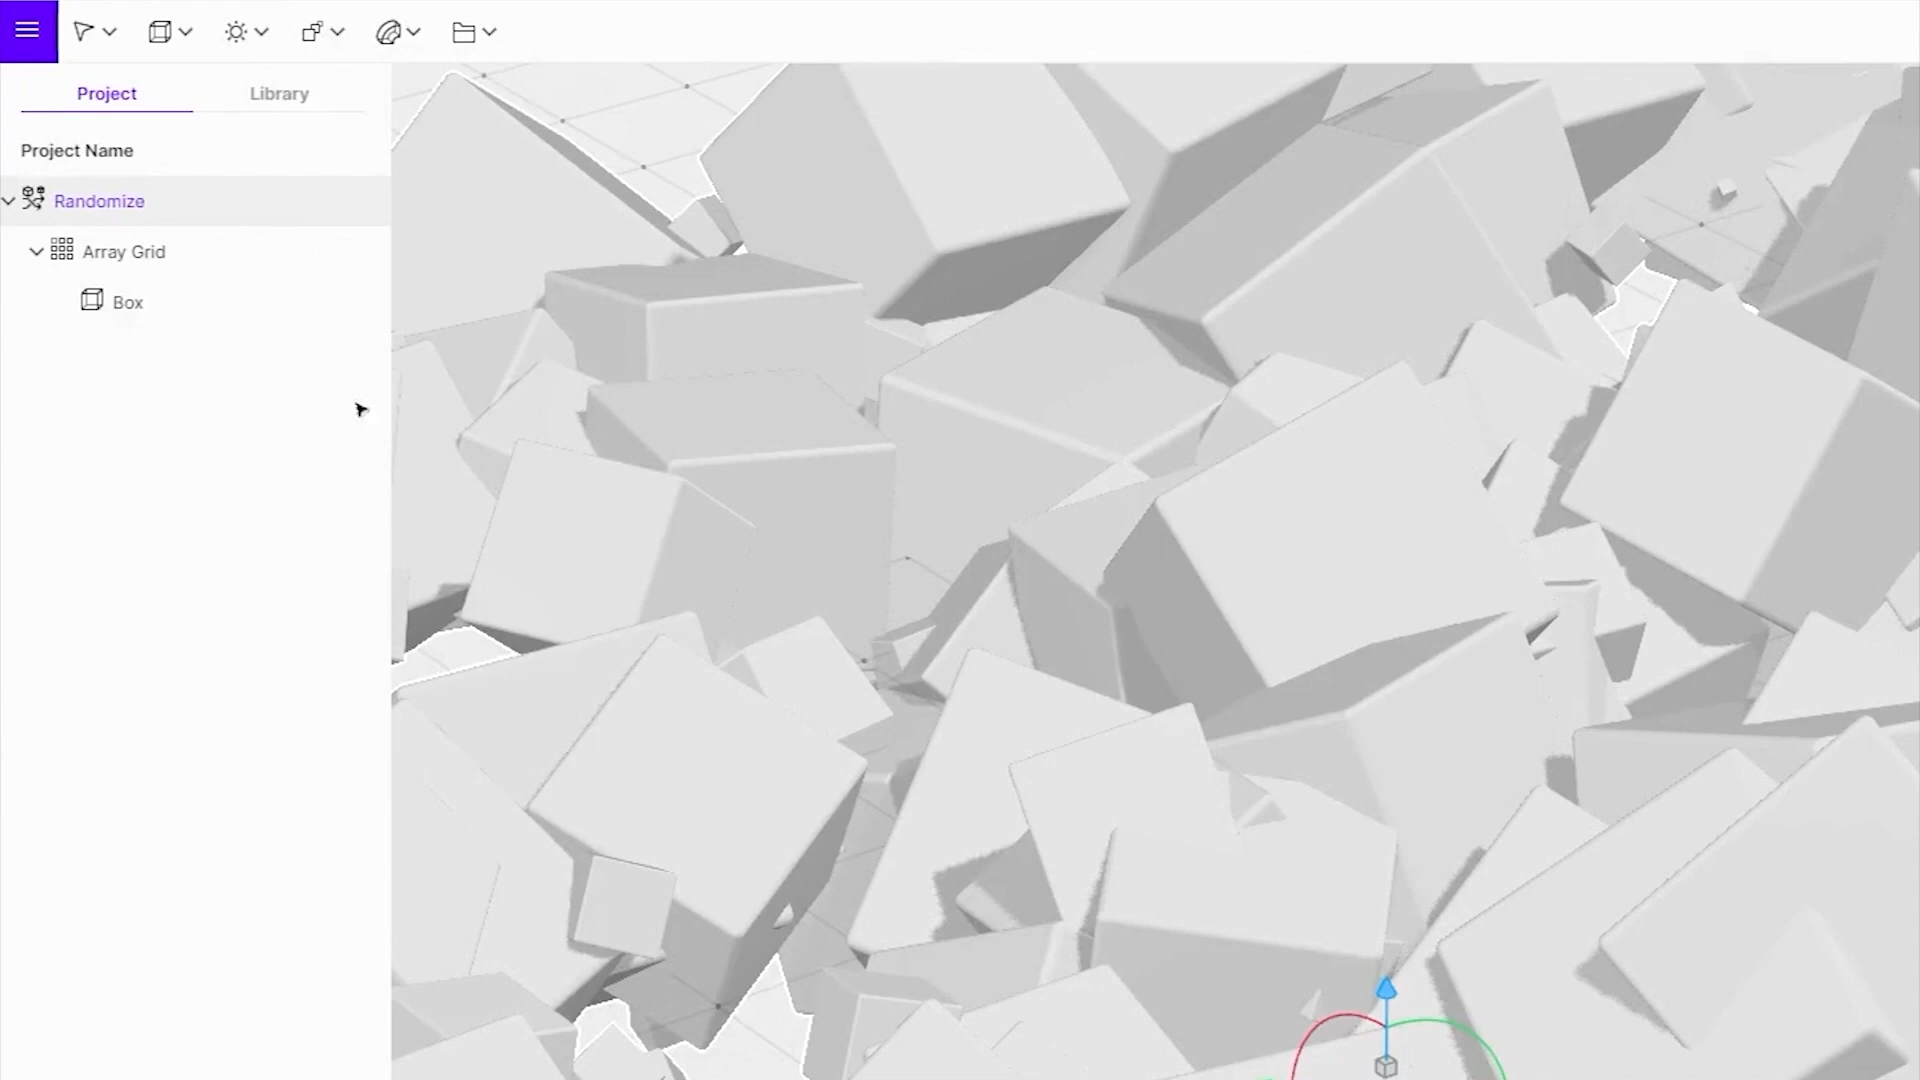 Project
Library
Project Name
Randomize
Array Grid
Box